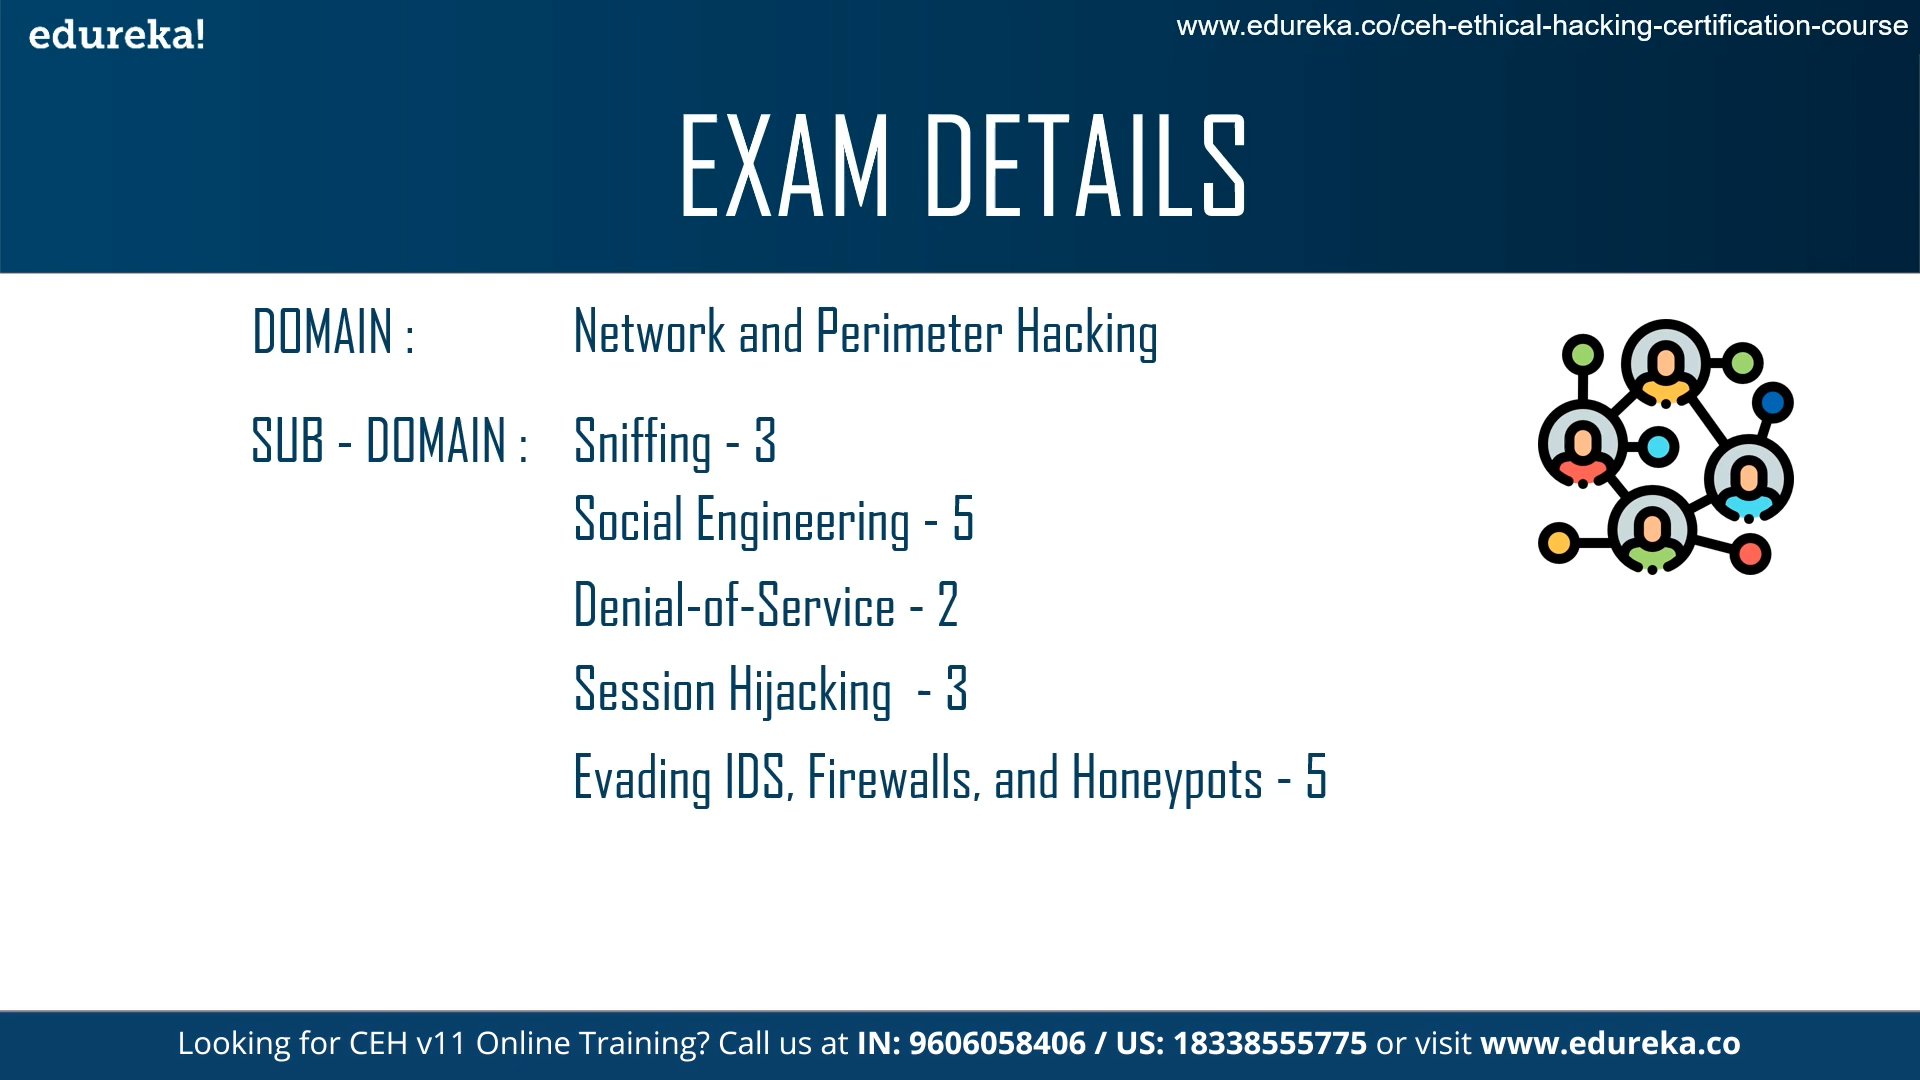 edureka!
www.edureka.co/ceh-ethical-hacking-certification-course
EXAM DETAILS
DOMAIN : Network and Perimeter Hacking
SUB - DOMAIN : Sniffing - 3
Social Engineering - 5
Denial-of-Service - 2
Session Hijacking - 3
Evading IDS, Firewalls, and Honeypots - 5
Looking for CEH v11 Online Training? Call us at IN: 9606058406 / US: 18338555775 or visit www.edureka.co